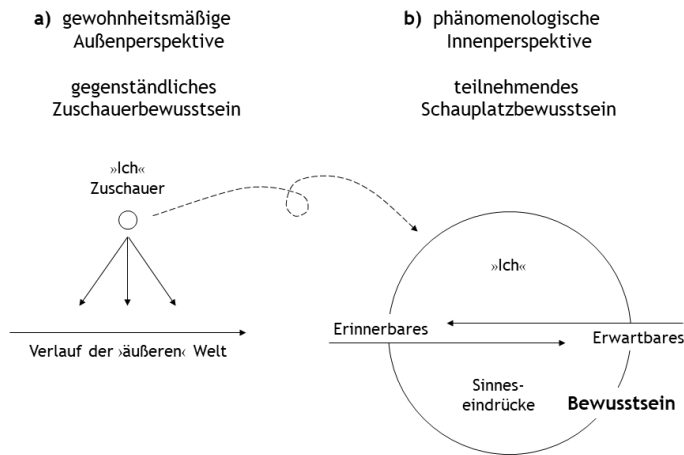 a) gewohnheitsmäßige
Außenperspektive
gegenständliches
Zuschauerbewusstsein
»Ich«
Zuschauer
Verlauf der ›äußeren‹ Welt
b) phänomenologische
Innenperspektive
teilnehmendes
Schauplatzbewusstsein
»Ich«
Erinnerbares
Erwartbares
Sinnes-
eindrücke
Bewusstsein